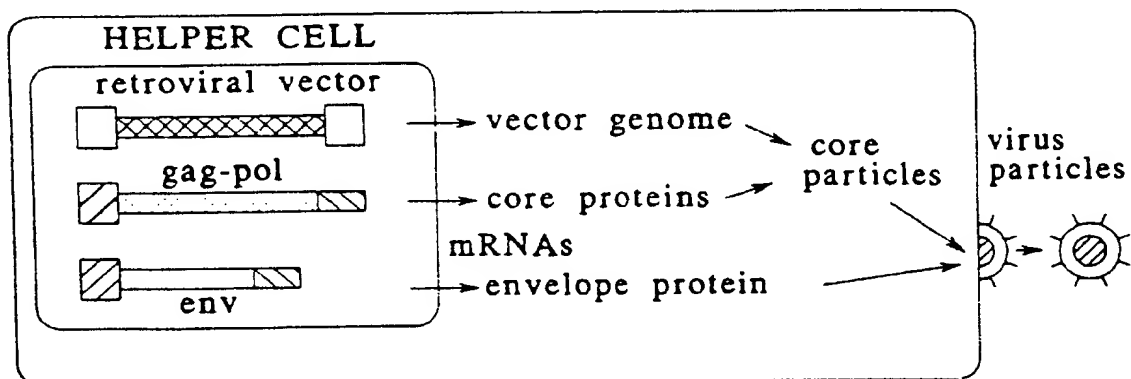 HELPER CELL
retroviral vector
gag-pol
env
mRNAs
vector genome
core proteins
envelope protein
core
particles
virus
particles